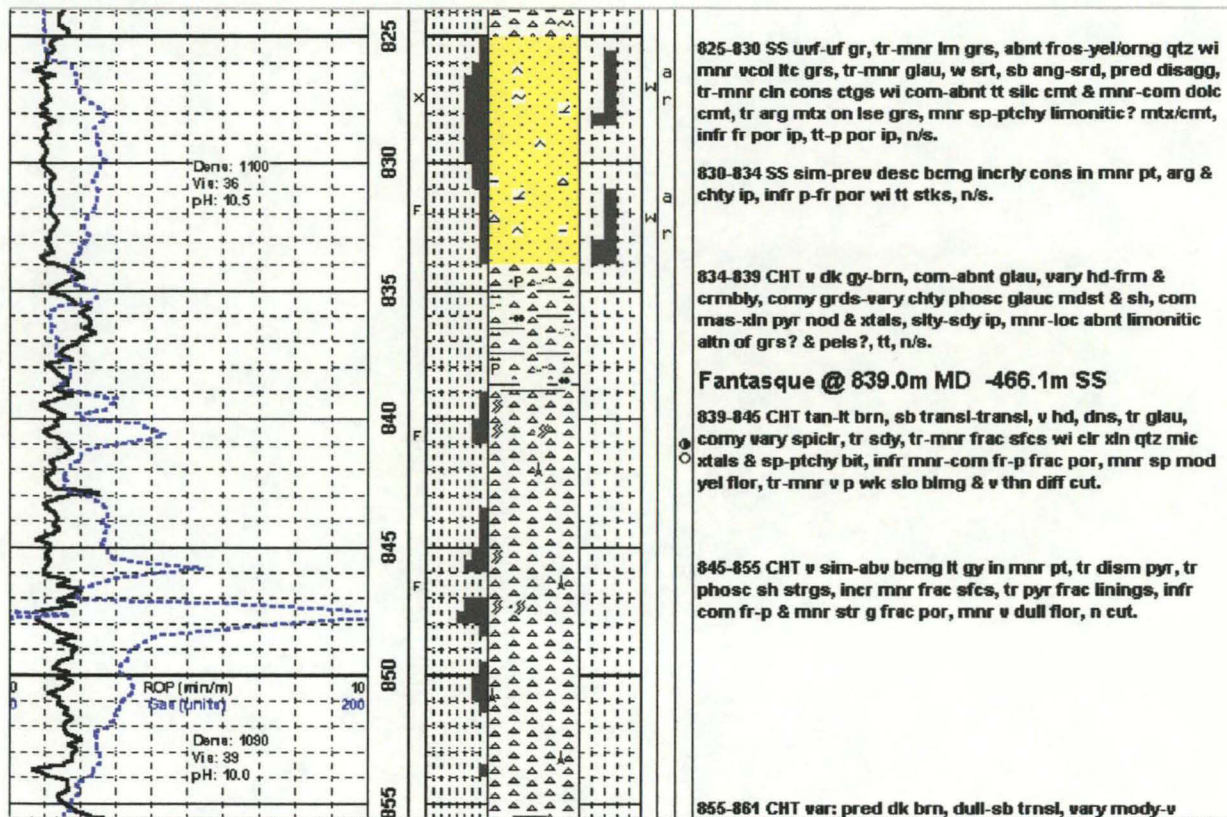 825
825-830 SS uvf-uf gr, tr-mnr lm grs, abnt fros-yel/orng qtz wi
mnr vcol ltc grs, tr-mnr glau, w srt, sb ang-srd, pred disagg,
tr-mnr cln cons ctgs wi com-abnt tt silc cmt & mnr-com dolc
cmt, tr arg mtx on lse grs, mnr sp-ptchy limonitic? mtx/cmt,
infr fr por ip, tt-p por ip, n/s.
a
M
r
X
830
Dens: 1100
Vis: 36
pH: 10.5
830-834 SS sim-prev desc bcmg incrly cons in mnr pt, arg &
chty ip, infr p-fr por wi tt stks, n/s.
a
M
r
F
835
834-839 CHT v dk gy-brn, com-abnt glau, vary hd-frm &
crmbly, comy grds-vary chty phosc glauc mdst & sh, com
mas-xln pyr nod & xtals, slty-sdy ip, mnr-loc abnt limonitic
altn of grs? & pels?, tt, n/s.
P
P
Fantasque @ 839.0m MD -466.1m SS
840
F
839-845 CHT tan-lt brn, sb transl-transl, v hd, dns, tr glau,
comy vary spiclr, tr sdy, tr-mnr frac sfcs wi clr xln qtz mic
xtals & sp-ptchy bit, infr mnr-com fr-p frac por, mnr sp mod
yel flor, tr-mnr v p wk slo blmg & v thn diff cut.
845
F
845-855 CHT v sim-abv bcmg lt gy in mnr pt, tr dism pyr, tr
phosc sh strgs, incr mnr frac sfcs, tr pyr frac linings, infr
com fr-p & mnr str g frac por, mnr v dull flor, n cut.
850
0 ROP (min/m) 10
0 Gas (units) 200
Dens: 1090
Vis: 39
pH: 10.0
855
855-861 CHT var: pred dk brn, dull-sb trnsl, vary mody-v